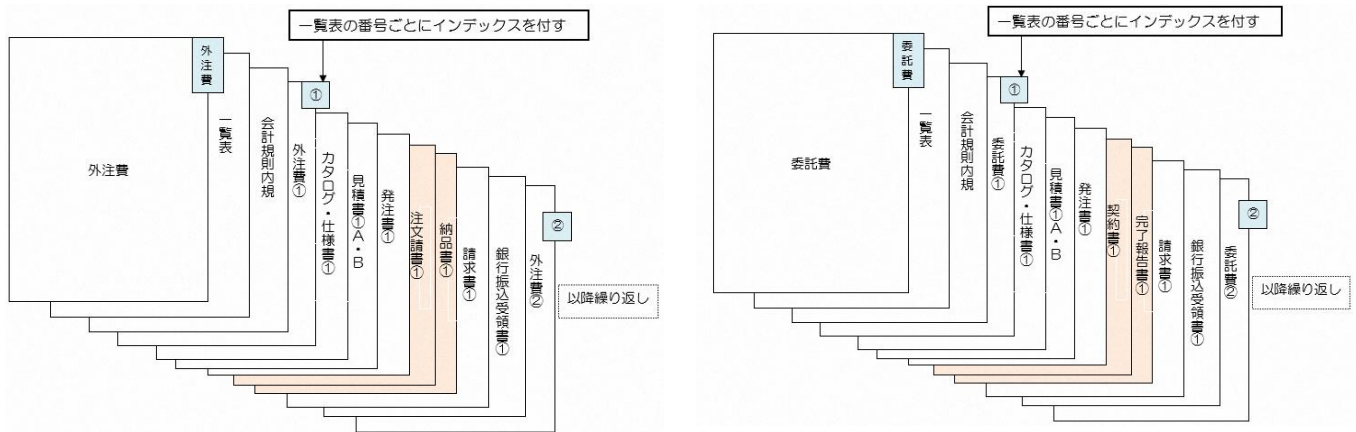 一覧表の番号ごとにインデックスを付す
外注費
外注費
一覧表
会計規則内規
外注費①
①
カタログ・仕様書①
見積書①A・B
発注書①
注文請書①
納品書①
請求書①
銀行振込受領書①
外注費②
②
以降繰り返し
一覧表の番号ごとにインデックスを付す
委託費
委託費
一覧表
会計規則内規
委託費①
①
カタログ・仕様書①
見積書①A・B
発注書①
契約書①
完了報告書①
請求書①
銀行振込受領書①
委託費②
②
以降繰り返し